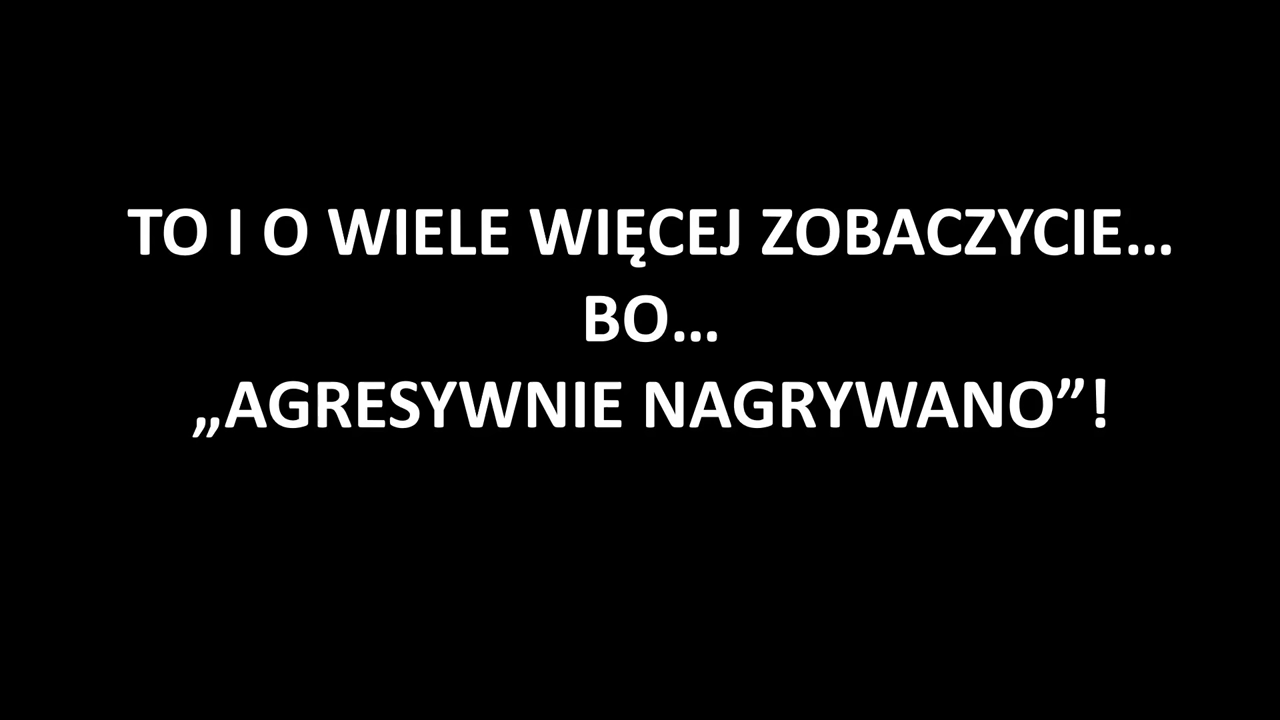 TO I O WIELE WIĘCEJ ZOBACZYCIE…
BO…
„AGRESYWNIE NAGRYWANO”!